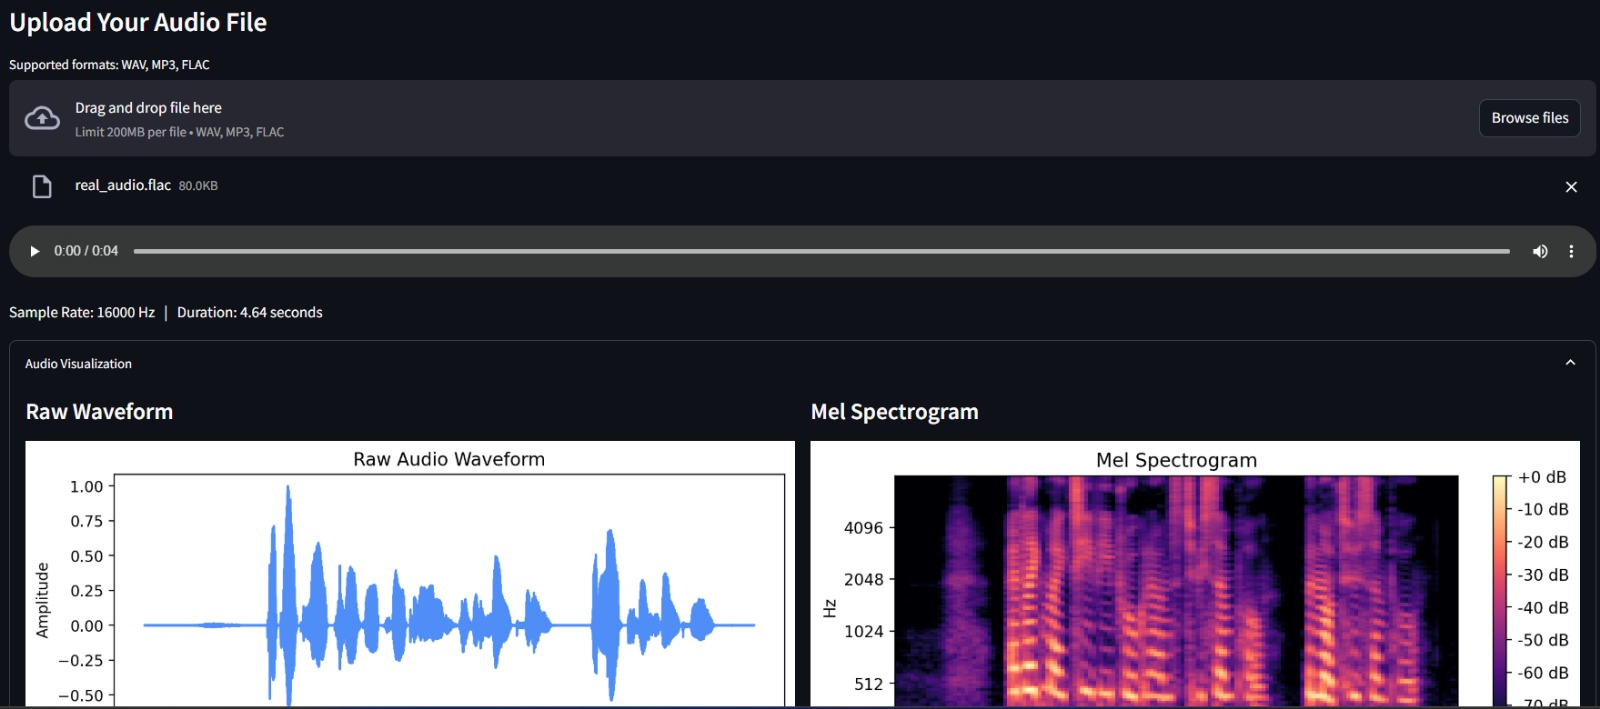 Upload Your Audio File
Supported formats: WAV, MP3, FLAC
Drag and drop file here
Limit 200MB per file • WAV, MP3, FLAC
Browse files
real_audio.flac 80.0KB
0:00 / 0:04
Sample Rate: 16000 Hz | Duration: 4.64 seconds
Audio Visualization
Raw Waveform
Mel Spectrogram
Raw Audio Waveform
1.00
0.75
0.50
0.25
0.00
−0.25
−0.50
Amplitude
Mel Spectrogram
4096
2048
1024
512
Hz
+0 dB
-10 dB
-20 dB
-30 dB
-40 dB
-50 dB
-60 dB
-70 dB